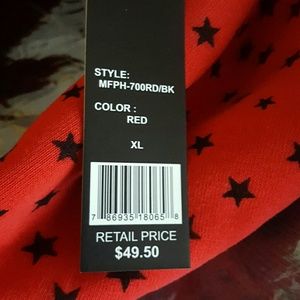 STYLE:
MFPH-700RD/BK
COLOR :
RED
XL
7 86935 18065 8
RETAIL PRICE
$49.50